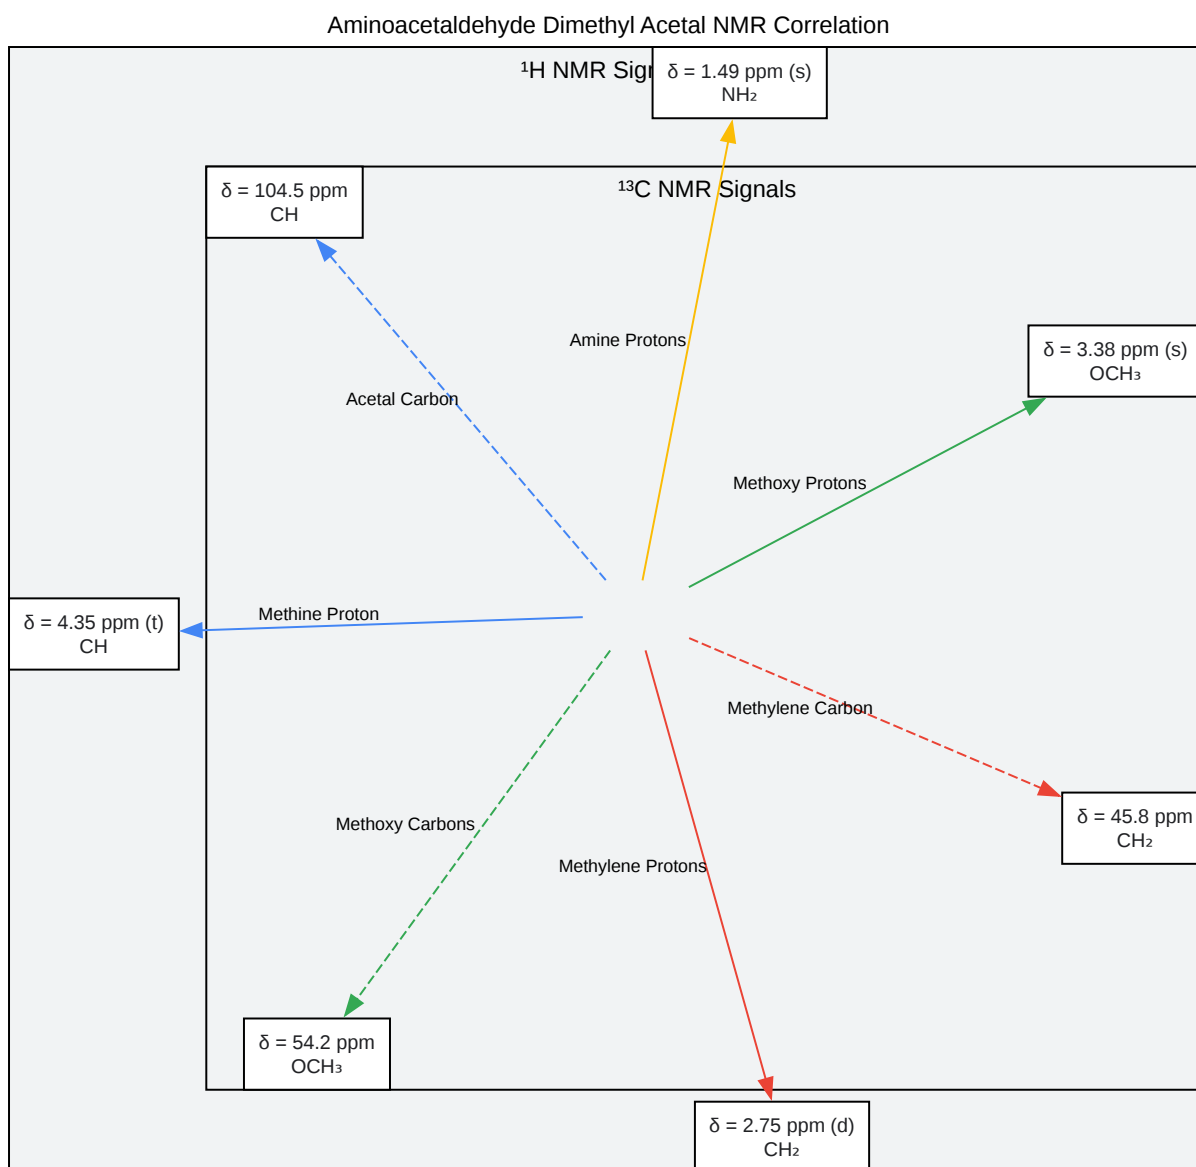 Aminoacetaldehyde Dimethyl Acetal NMR Correlation
¹H NMR
δ = 1.49 ppm (s)
NH₂
δ = 104.5 ppm
CH
¹³C NMR Signals
Amine Protons
δ = 3.38 ppm (s)
OCH₃
Acetal Carbon
Methoxy Protons
Methine Proton
δ = 4.35 ppm (t)
CH
Methylene Carbon
Methoxy Carbons
δ = 45.8 ppm
CH₂
Methylene Protons
δ = 54.2 ppm
OCH₃
δ = 2.75 ppm (d)
CH₂